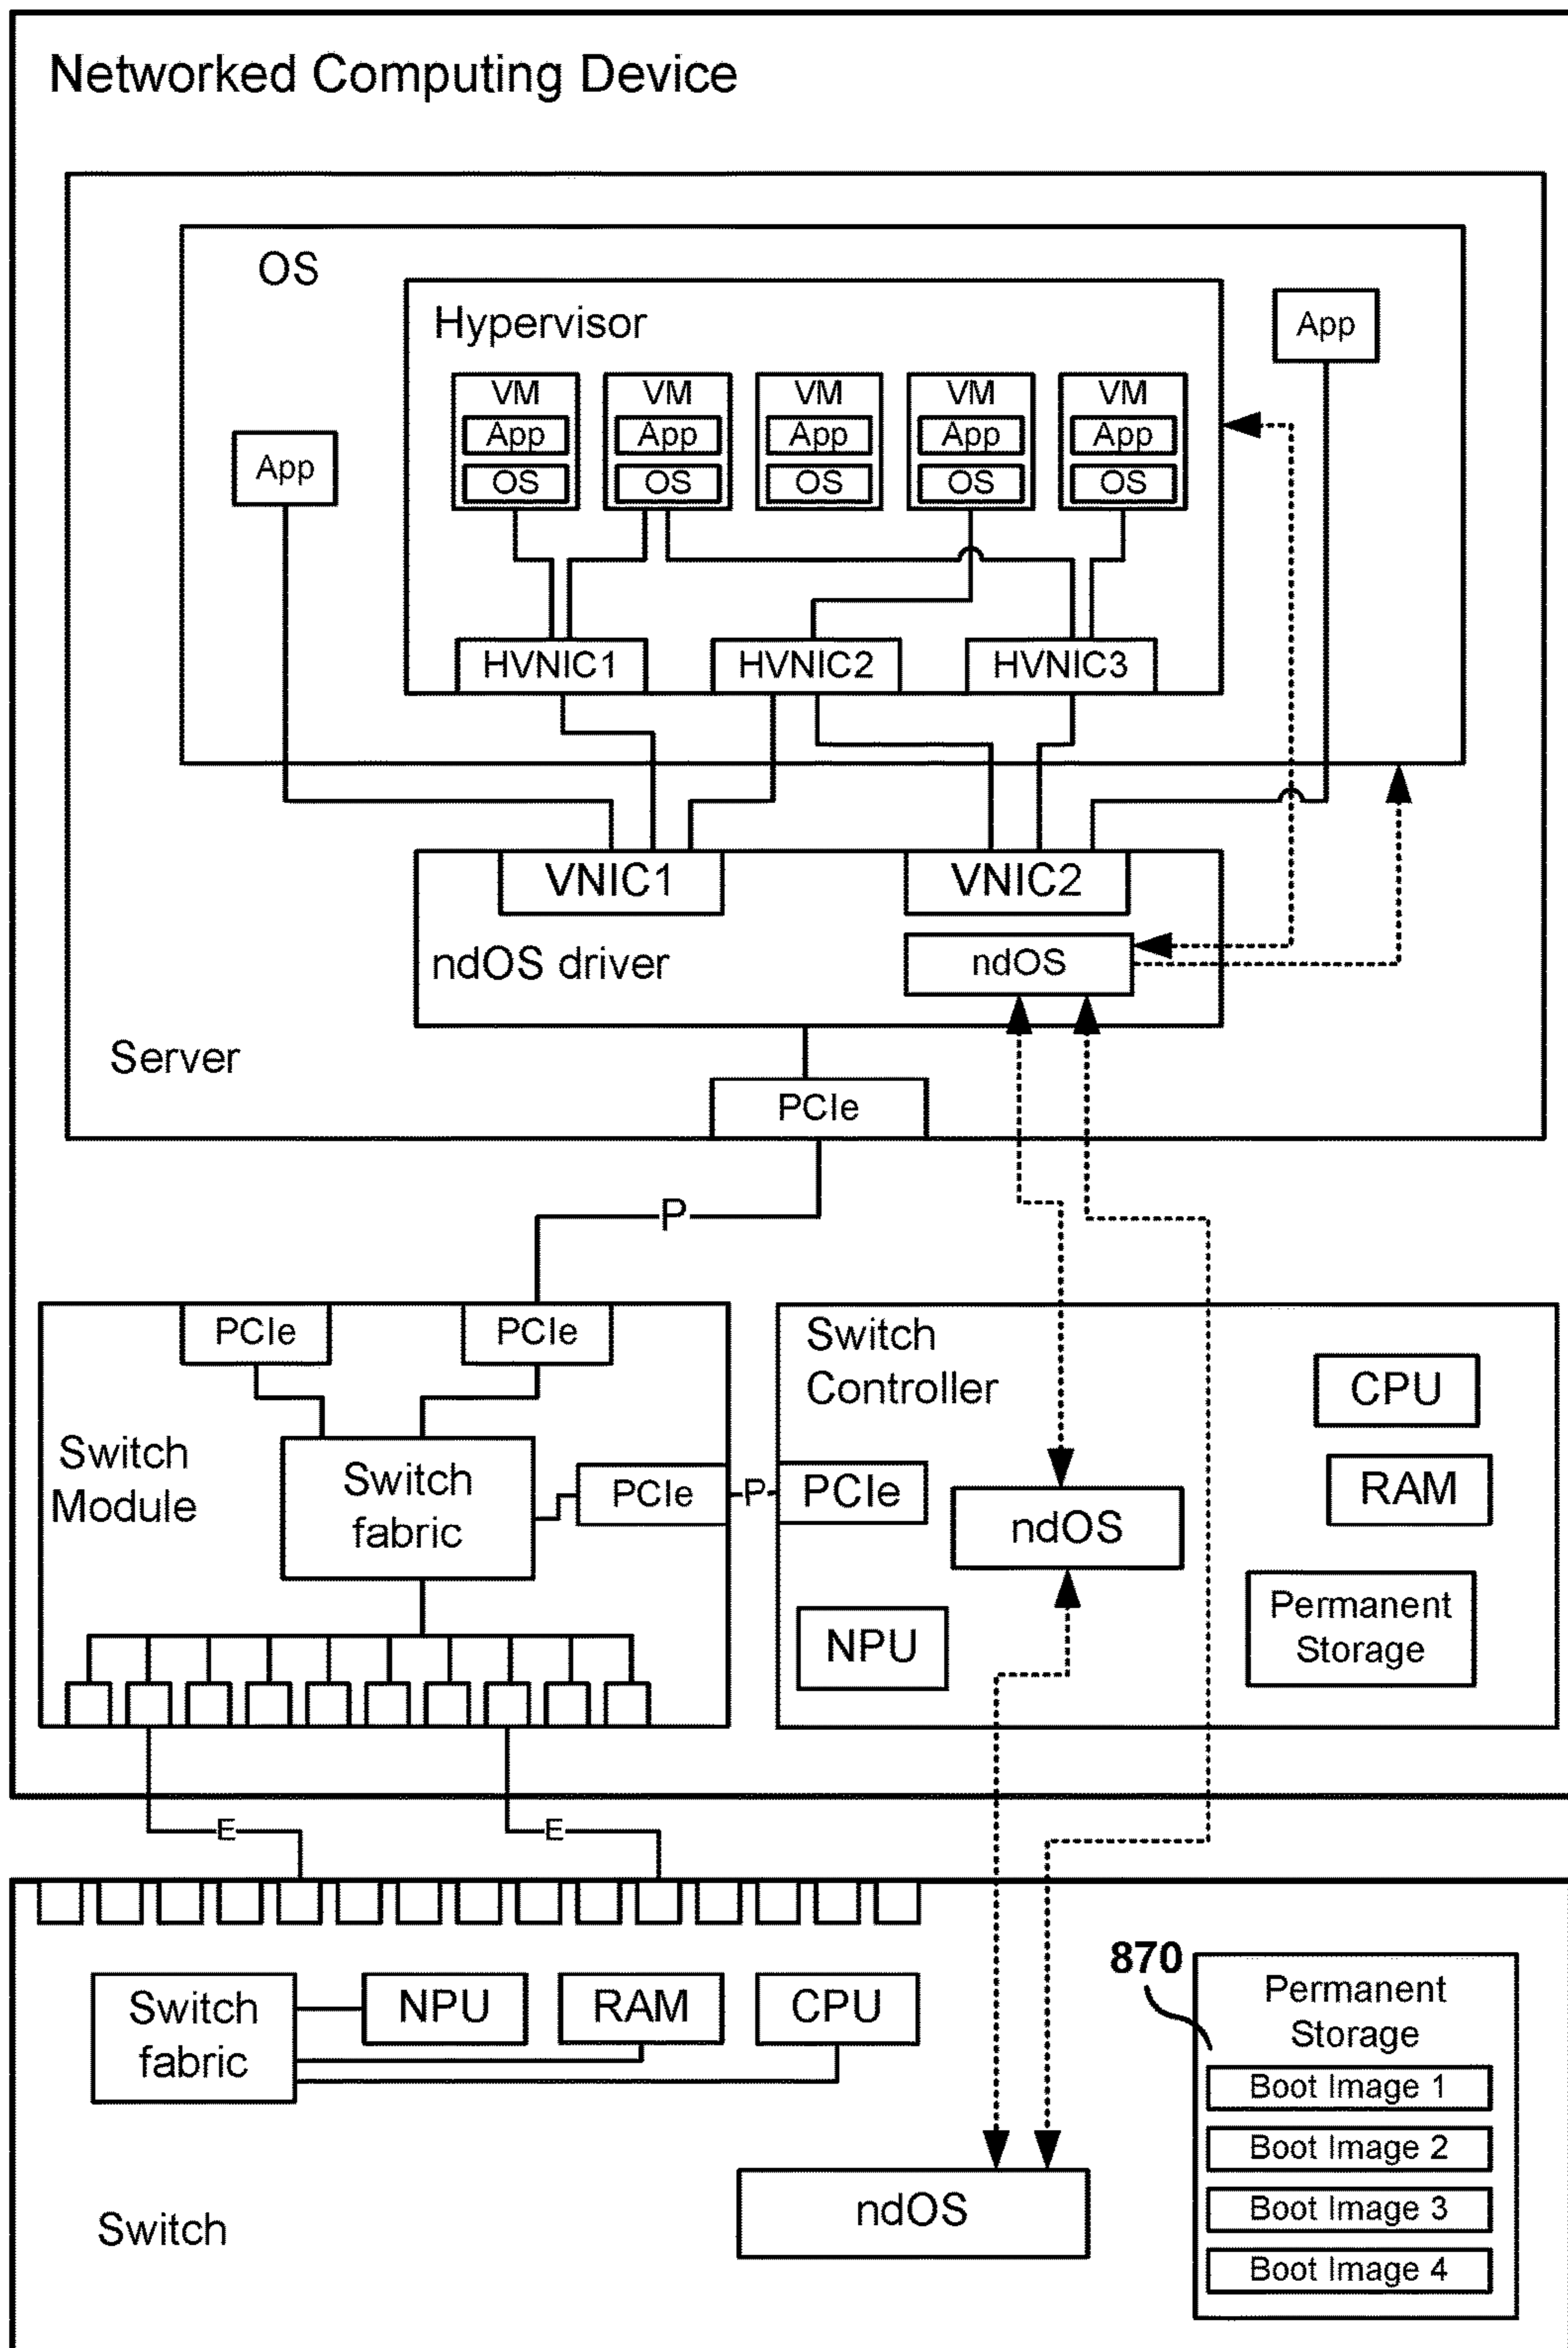 Networked Computing Device
OS
Hypervisor
App
VM
VM
VM
VM
VM
App
App
App
App
App
App
OS
OS
OS
OS
OS
HVNIC1
HVNIC2
HVNIC3
VNIC1
VNIC2
ndOS driver
ndOS
Server
PCIe
P
PCIe
PCIe
Switch
Module
Switch
fabric
PCIe
P
Switch
Controller
CPU
PCIe
RAM
ndOS
NPU
Permanent
Storage
E
E
Switch
fabric
NPU
RAM
CPU
870
Permanent
Storage
Boot Image 1
Boot Image 2
Boot Image 3
Boot Image 4
ndOS
Switch